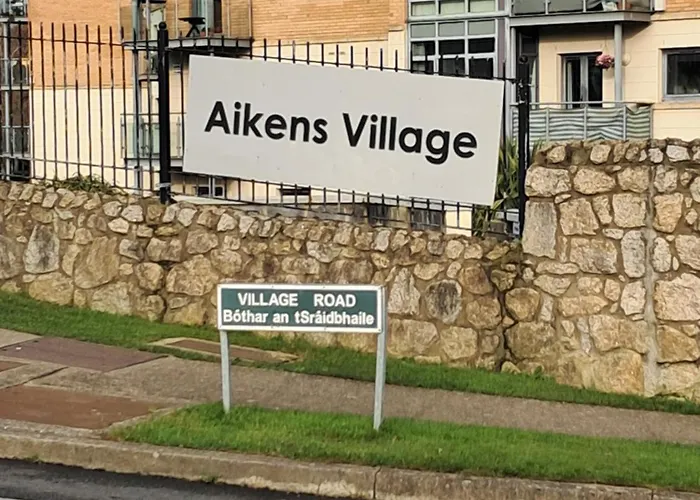 Aikens Village
VILLAGE ROAD
Bóthar an tSráidbhaile